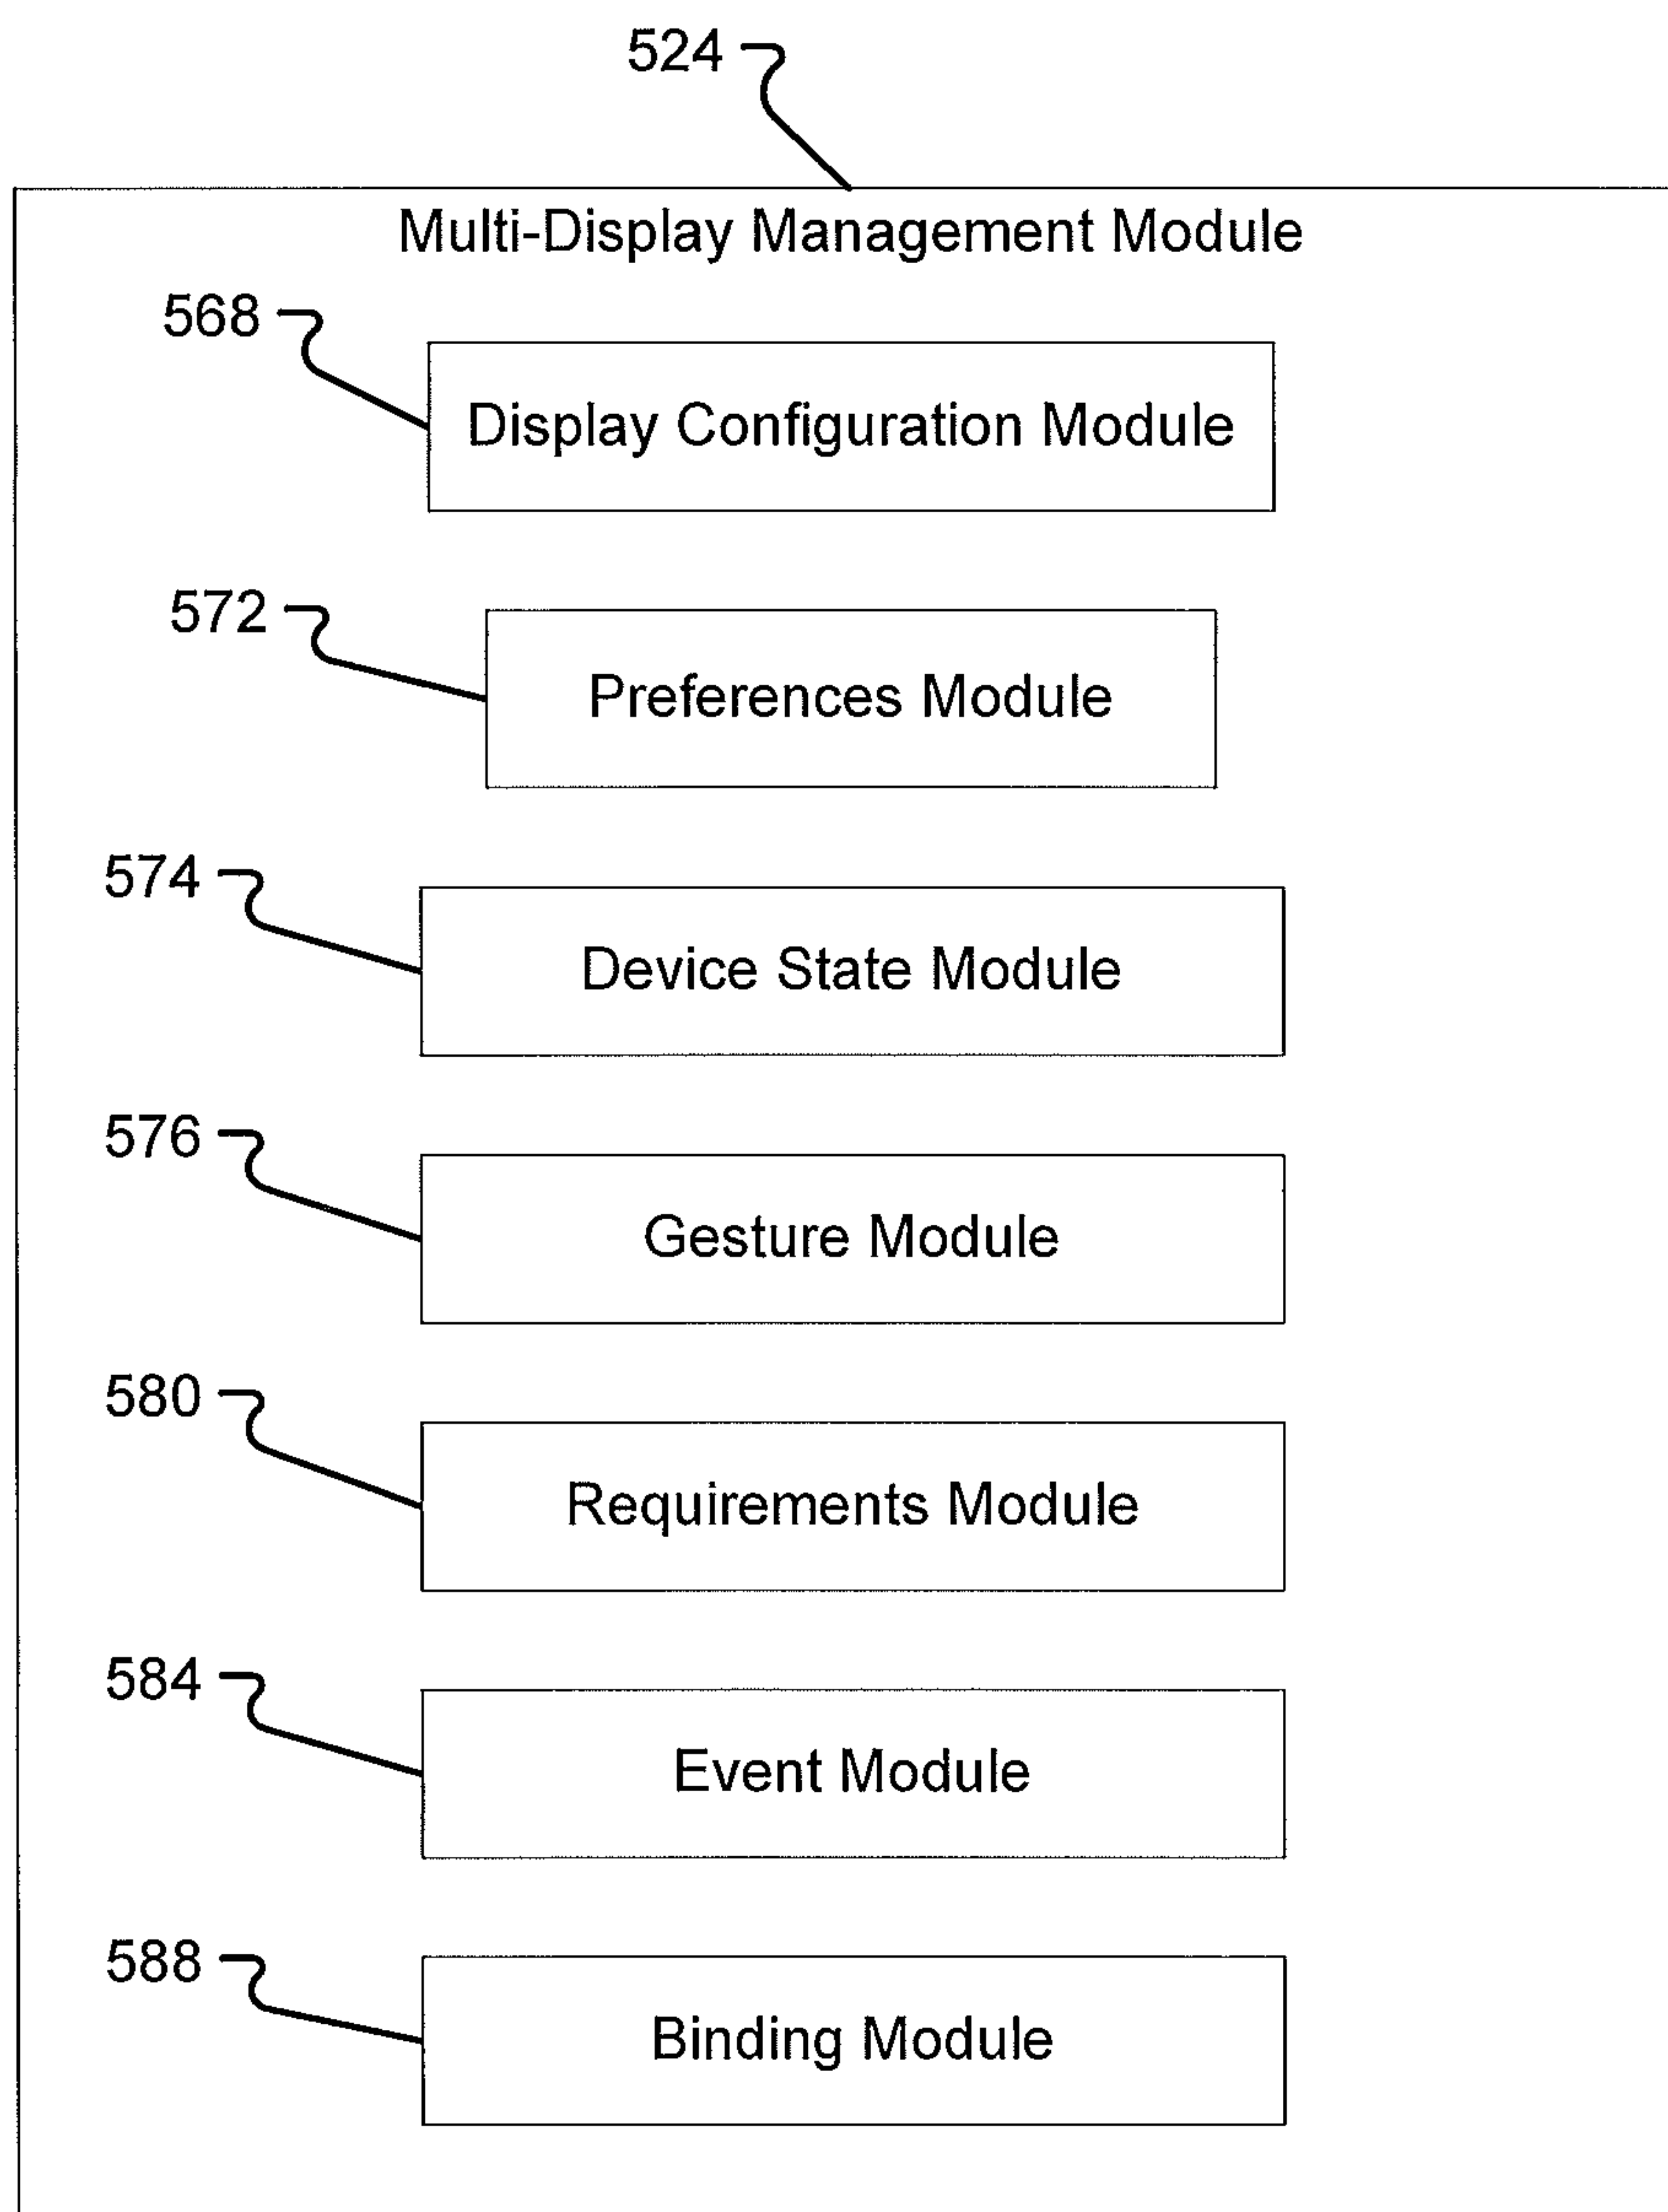 524
Multi-Display Management Module
568
Display Configuration Module
572
Preferences Module
574
Device State Module
576
Gesture Module
580
Requirements Module
584
Event Module
588
Binding Module